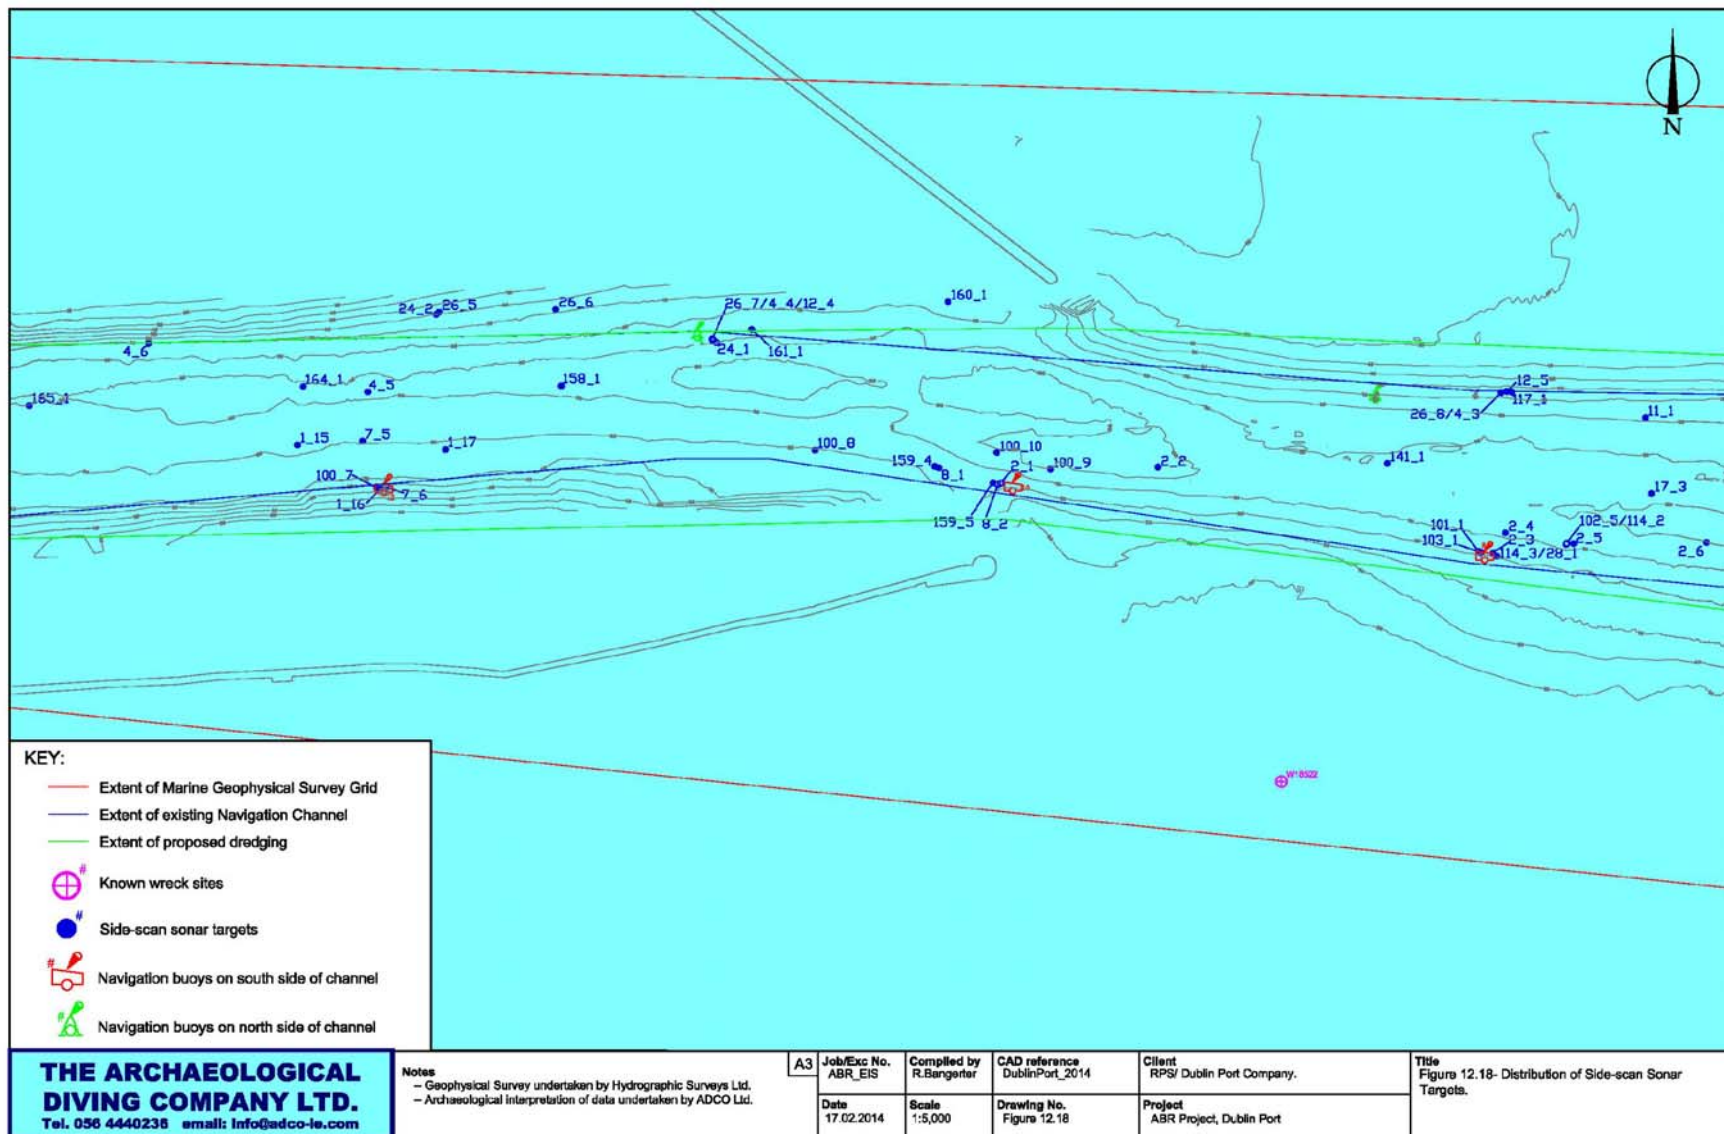 N
160_1
24_2
26_5
26_6
26_7/4_4/12_4
4_6
24_1
161_1
164_1
4_5
158_1
165_1
12_5
117_1
26_8/4_3
11_1
1_15
7_5
1_17
100_8
100_10
159_4
8_1
2_1
100_9
2_2
141_1
100_7
1_16
7_6
159_5
8_2
17_3
101_1
103_1
2_4
2_3
114_3/28_1
102_5/114_2
2_5
2_6
W18522
KEY:
Extent of Marine Geophysical Survey Grid
Extent of existing Navigation Channel
Extent of proposed dredging
# Known wreck sites
# Side-scan sonar targets
# Navigation buoys on south side of channel
# Navigation buoys on north side of channel
THE ARCHAEOLOGICAL
DIVING COMPANY LTD.
Tel. 056 4440236 email: info@adco-ie.com
Notes
– Geophysical Survey undertaken by Hydrographic Surveys Ltd.
– Archaeological interpretation of data undertaken by ADCO Ltd.
A3
Job/Exc No.
ABR_EIS
Compiled by
R.Bangerter
CAD reference
DublinPort_2014
Client
RPS/ Dublin Port Company.
Title
Figure 12.18- Distribution of Side-scan Sonar
Targets.
Date
17.02.2014
Scale
1:5,000
Drawing No.
Figure 12.18
Project
ABR Project, Dublin Port